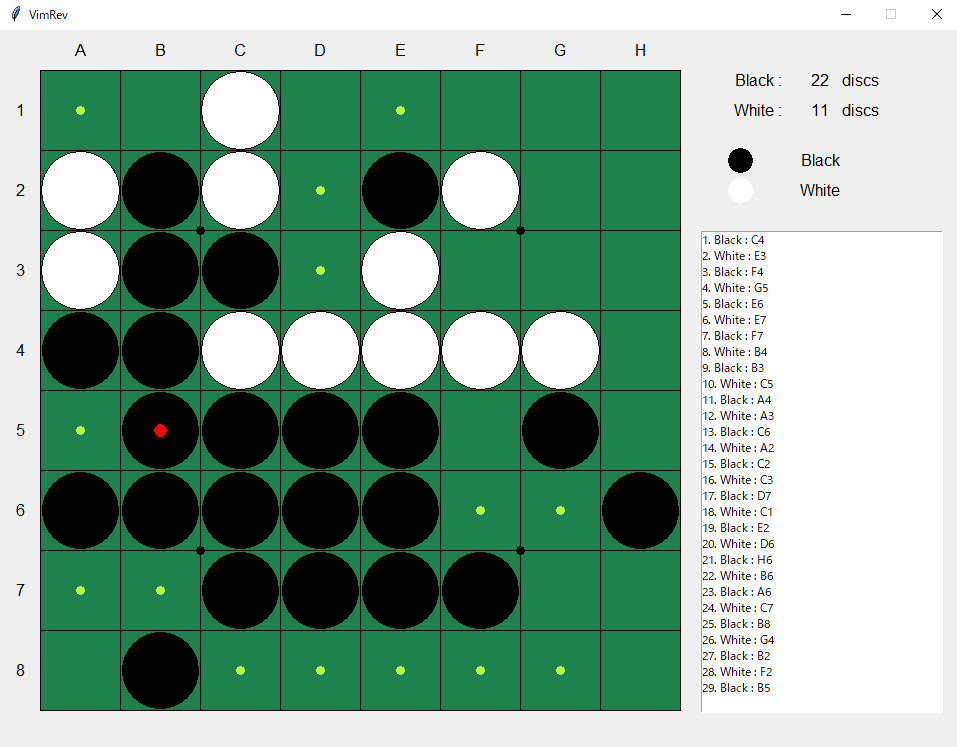 VimRev
A B C D E F G H
1
2
3
4
5
6
7
8
Black : 22 discs
White : 11 discs
Black
White
1. Black : C4
2. White : E3
3. Black : F4
4. White : G5
5. Black : E6
6. White : E7
7. Black : F7
8. White : B4
9. Black : B3
10. White : C5
11. Black : A4
12. White : A3
13. Black : C6
14. White : A2
15. Black : C2
16. White : C3
17. Black : D7
18. White : C1
19. Black : E2
20. White : D6
21. Black : H6
22. White : B6
23. Black : A6
24. White : C7
25. Black : B8
26. White : G4
27. Black : B2
28. White : F2
29. Black : B5